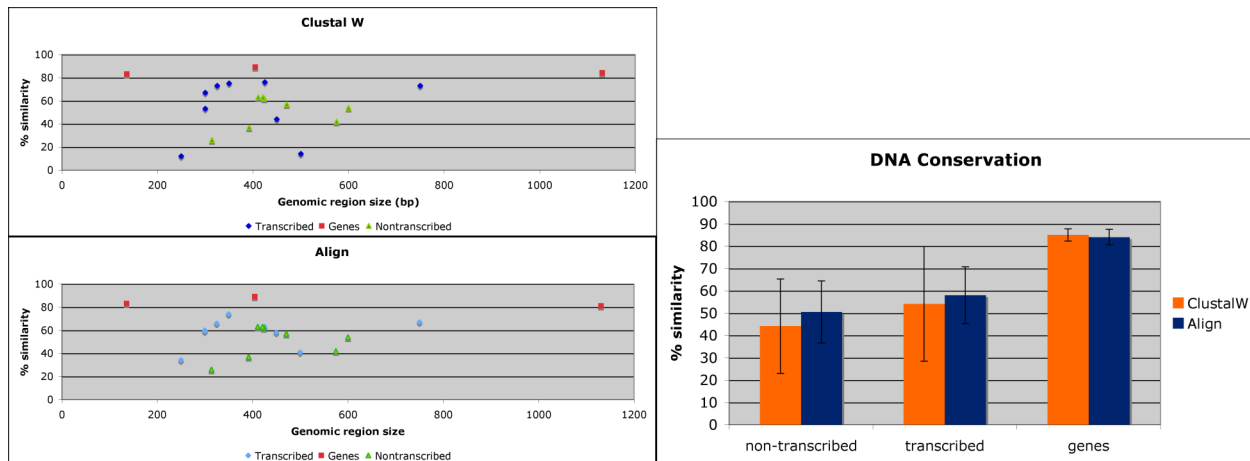 Clustal W
% similarity
100
80
60
40
20
0
0 200 400 600 800 1000 1200
Genomic region size (bp)
Transcribed Genes Nontranscribed
Align
% similarity
100
80
60
40
20
0
0 200 400 600 800 1000 1200
Genomic region size
Transcribed Genes Nontranscribed
DNA Conservation
% similarity
100
90
80
70
60
50
40
30
20
10
0
non-transcribed transcribed genes
ClustalW
Align